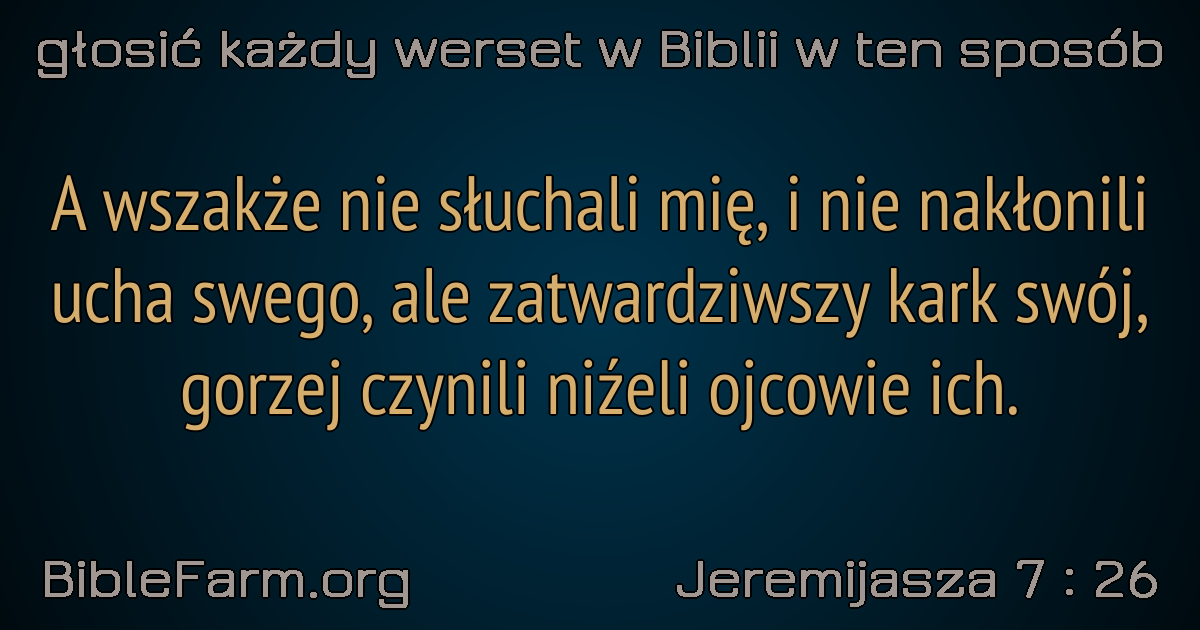 głosić każdy werset w Biblii w ten sposób
A wszakże nie słuchali mię, i nie nakłonili
ucha swego, ale zatwardziwszy kark swój,
gorzej czynili niźeli ojcowie ich.
BibleFarm.org
Jeremijasza 7 : 26